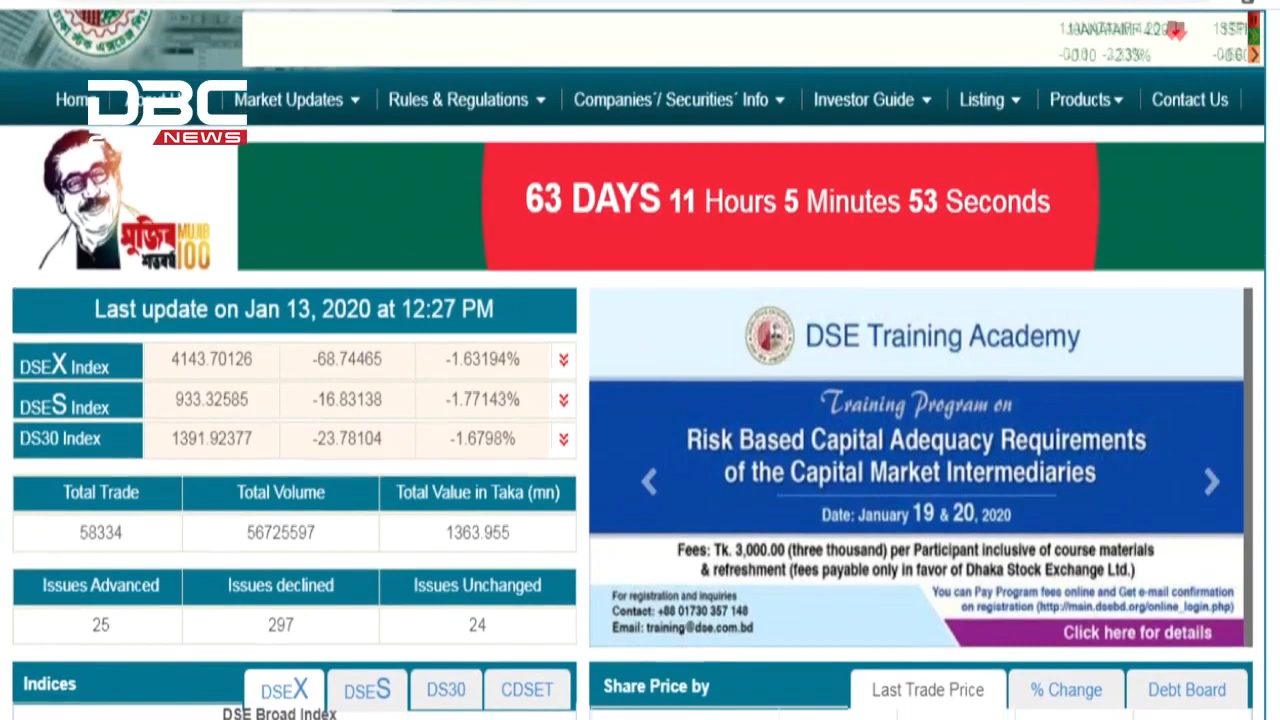 ঢাকা স্টক এক্সচেঞ্জ লিঃ
-3.233%
DBC
NEWS
Home
Market Updates
Rules & Regulations
Companies´/ Securities´ Info
Investor Guide
Listing
Products
Contact Us
63 DAYS 11 Hours 5 Minutes 53 Seconds
মুজিব MUJIB
শতবর্ষ 100
Last update on Jan 13, 2020 at 12:27 PM
DSEX Index 4143.70126 -68.74465 -1.63194%
DSES Index 933.32585 -16.83138 -1.77143%
DS30 Index 1391.92377 -23.78104 -1.6798%
Total Trade Total Volume Total Value in Taka (mn)
58334 56725597 1363.955
Issues Advanced Issues declined Issues Unchanged
25 297 24
Indices DSEX DSES DS30 CDSET
DSE Broad Index
DSE Training Academy
Training Program on
Risk Based Capital Adequacy Requirements
of the Capital Market Intermediaries
Date: January 19 & 20, 2020
Fees: Tk. 3,000.00 (three thousand) per Participant inclusive of course materials
& refreshment (fees payable only in favor of Dhaka Stock Exchange Ltd.)
For registration and inquiries
Contact: +88 01730 357 148
Email: training@dse.com.bd
You can Pay Program fees online and Get e-mail confirmation
on registration (http://main.dsebd.org/online_login.php)
Click here for details
Share Price by Last Trade Price % Change Debt Board